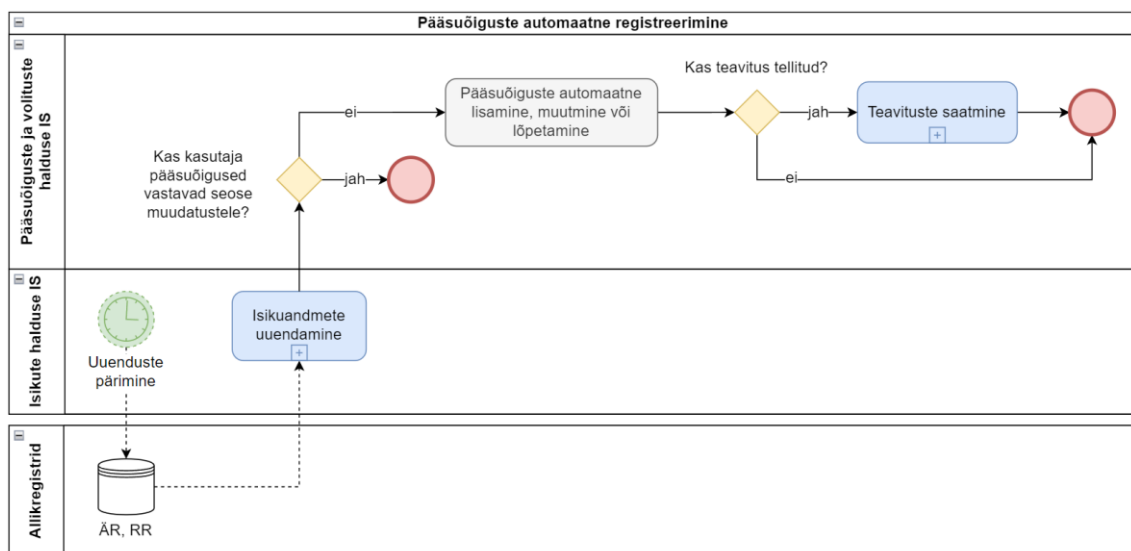 Pääsuõiguste automaatne registreerimine
Pääsuõiguste ja volituste
halduse IS
Kas teavitus tellitud?
ei
Pääsuõiguste automaatne
lisamine, muutmine või
lõpetamine
jah
Teavituste saatmine
Kas kasutaja
pääsuõigused
vastavad seose
muudatustele?
jah
ei
Isikute halduse IS
Isikuandmete
uuendamine
Uuenduste
pärimine
Allikregistrid
ÄR, RR